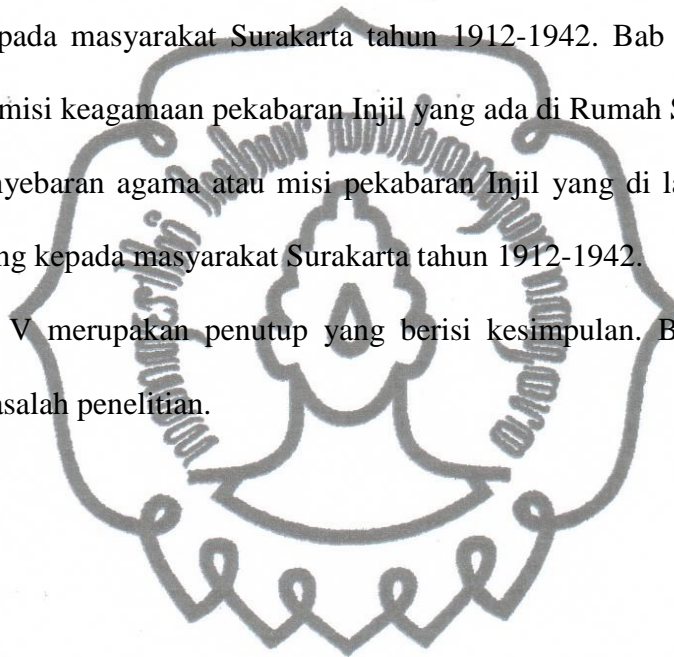 pada masyarakat Surakarta tahun 1912-1942. Bab
misi keagamaan pekabaran Injil yang ada di Rumah S
nyebaran agama atau misi pekabaran Injil yang di la
ng kepada masyarakat Surakarta tahun 1912-1942.
V merupakan penutup yang berisi kesimpulan. B
asalah penelitian.